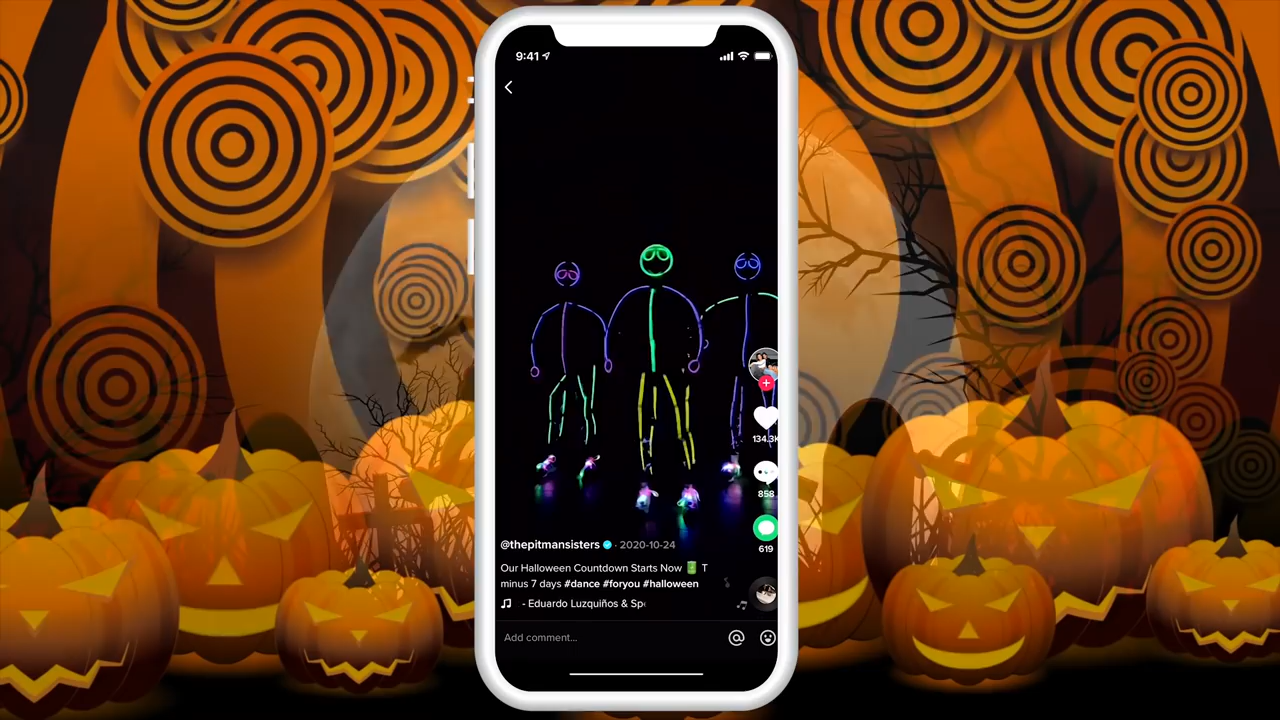 9:41
134.3K
858
619
@thepitmansisters · 2020-10-24
Our Halloween Countdown Starts Now 🔋 T
minus 7 days #dance #foryou #halloween
- Eduardo Luzquiños & Sp
Add comment...